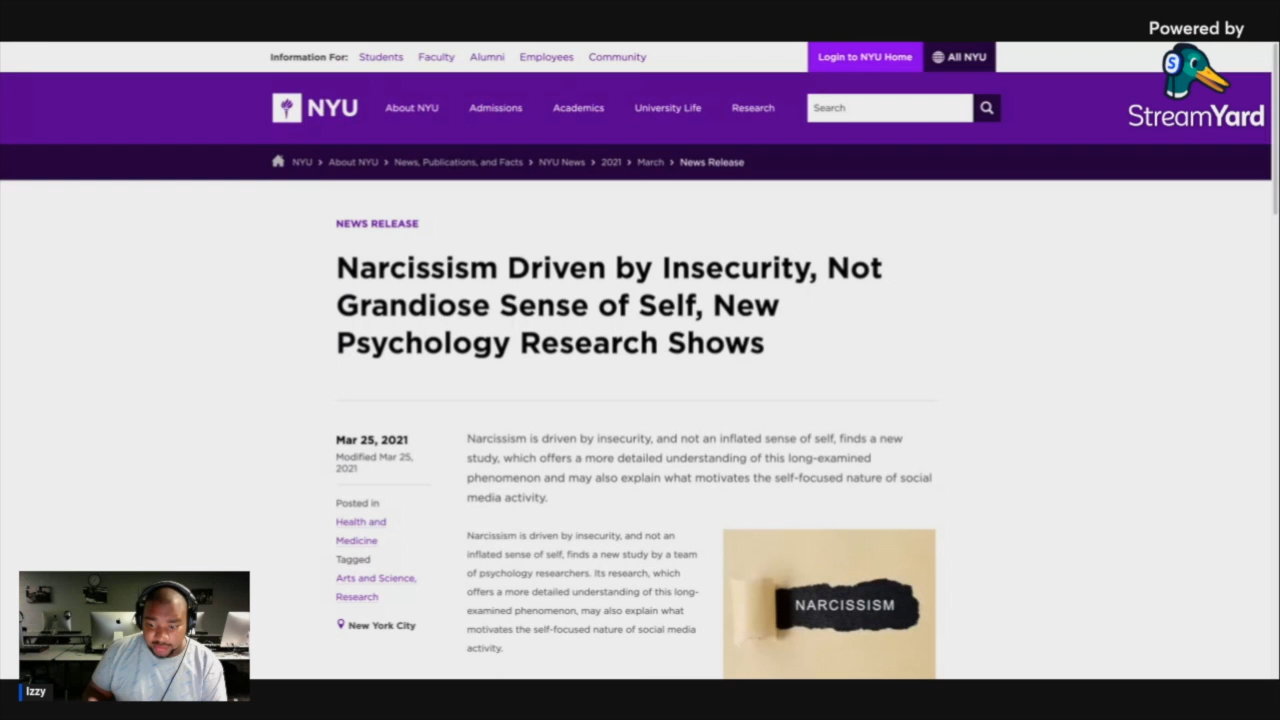 Powered by
StreamYard
Information For: Students Faculty Alumni Employees Community
Login to NYU Home All NYU
NYU About NYU Admissions Academics University Life Research Search
NYU > About NYU > News, Publications, and Facts > NYU News > 2021 > March > News Release
NEWS RELEASE
Narcissism Driven by Insecurity, Not
Grandiose Sense of Self, New
Psychology Research Shows
Mar 25, 2021
Modified Mar 25,
2021
Posted in
Health and
Medicine
Tagged
Arts and Science,
Research
New York City
Narcissism is driven by insecurity, and not an inflated sense of self, finds a new
study, which offers a more detailed understanding of this long-examined
phenomenon and may also explain what motivates the self-focused nature of social
media activity.
Narcissism is driven by insecurity, and not an
inflated sense of self, finds a new study by a team
of psychology researchers. Its research, which
offers a more detailed understanding of this long-
examined phenomenon, may also explain what
motivates the self-focused nature of social media
activity.
NARCISSISM
Izzy